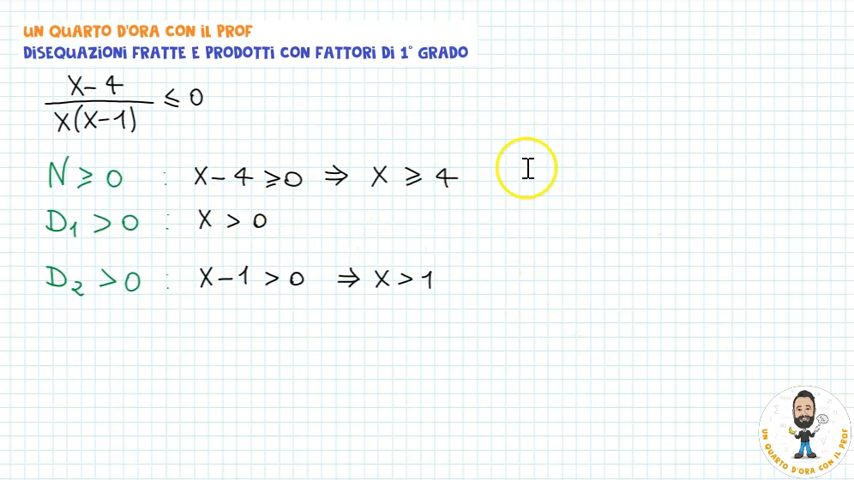 UN QUARTO D'ORA CON IL PROF
DISEQUAZIONI FRATTE E PRODOTTI CON FATTORI DI 1° GRADO
x-4
x(x-1) ≤ 0
N ≥ 0 : x-4 ≥ 0 ⇒ x ≥ 4
D₁ > 0 : x > 0
D₂ > 0 : x-1 > 0 ⇒ x > 1
UN QUARTO D'ORA CON IL PROF